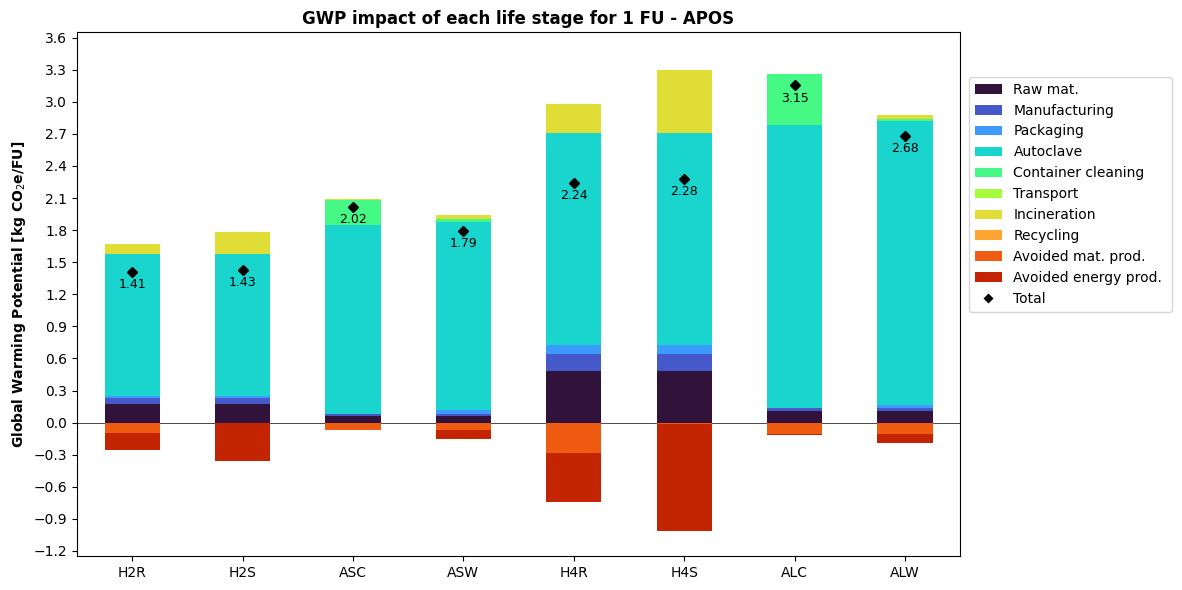 GWP impact of each life stage for 1 FU - APOS
Global Warming Potential [kg CO₂e/FU]
3.6
3.3
3.0
2.7
2.4
2.1
1.8
1.5
1.2
0.9
0.6
0.3
0.0
−0.3
−0.6
−0.9
−1.2
1.41
1.43
2.02
1.79
2.24
2.28
3.15
2.68
H2R H2S ASC ASW H4R H4S ALC ALW
Raw mat.
Manufacturing
Packaging
Autoclave
Container cleaning
Transport
Incineration
Recycling
Avoided mat. prod.
Avoided energy prod.
Total